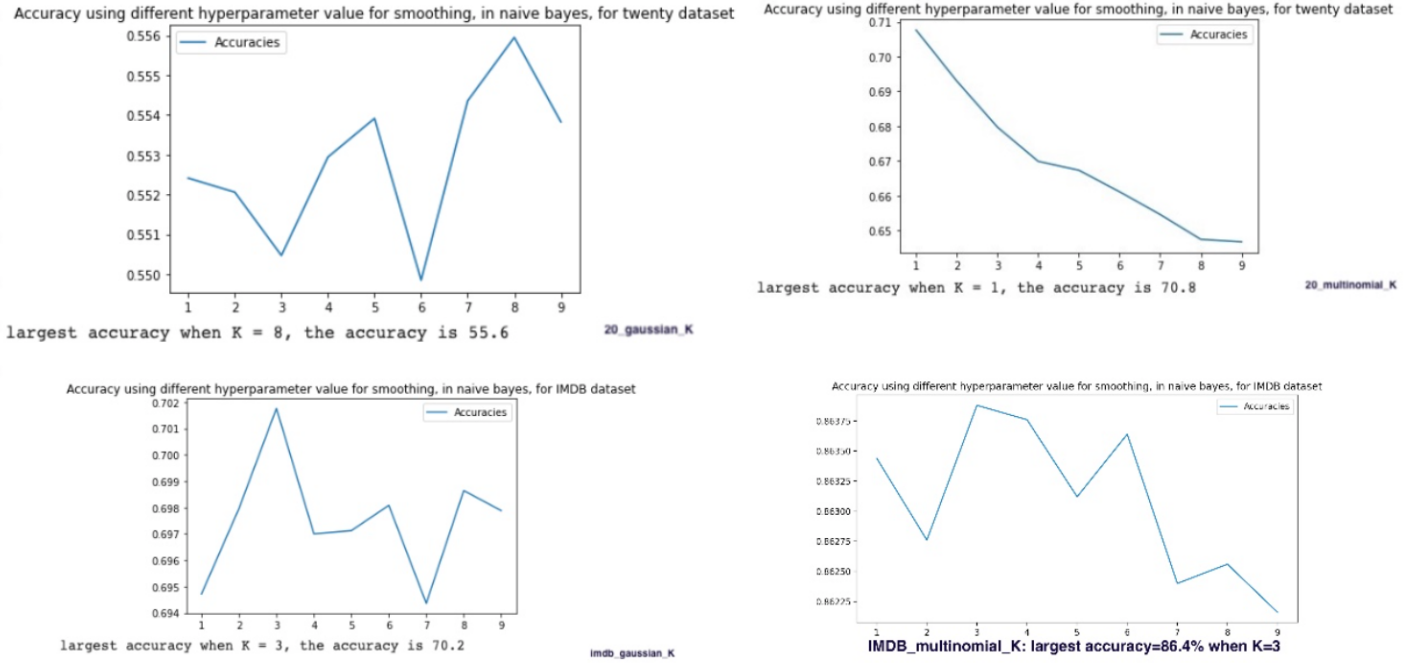 Accuracy using different hyperparameter value for smoothing, in naive bayes, for twenty dataset
Accuracies
0.556
0.555
0.554
0.553
0.552
0.551
0.550
1 2 3 4 5 6 7 8 9
largest accuracy when K = 8, the accuracy is 55.6
20_gaussian_K
Accuracy using different hyperparameter value for smoothing, in naive bayes, for twenty dataset
Accuracies
0.71
0.70
0.69
0.68
0.67
0.66
0.65
1 2 3 4 5 6 7 8 9
largest accuracy when K = 1, the accuracy is 70.8
20_multinomial_K
Accuracy using different hyperparameter value for smoothing, in naive bayes, for IMDB dataset
Accuracies
0.702
0.701
0.700
0.699
0.698
0.697
0.696
0.695
0.694
1 2 3 4 5 6 7 8 9
largest accuracy when K = 3, the accuracy is 70.2
imdb_gaussian_K
Accuracy using different hyperparameter value for smoothing, in naive bayes, for IMDB dataset
Accuracies
0.86375
0.86350
0.86325
0.86300
0.86275
0.86250
0.86225
1 2 3 4 5 6 7 8 9
IMDB_multinomial_K: largest accuracy=86.4% when K=3